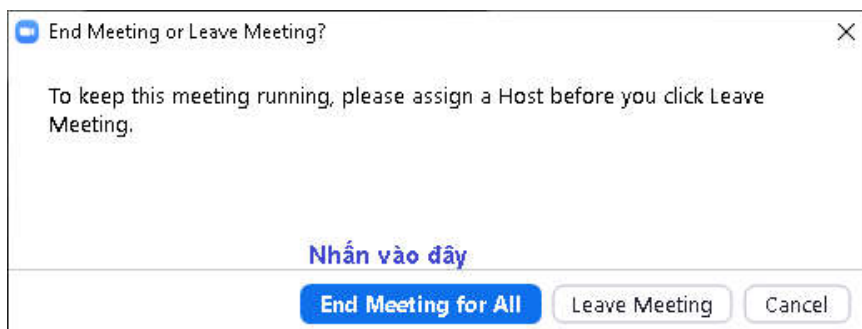 End Meeting or Leave Meeting?
To keep this meeting running, please assign a Host before you click Leave
Meeting.
Nhấn vào đây
End Meeting for All Leave Meeting Cancel